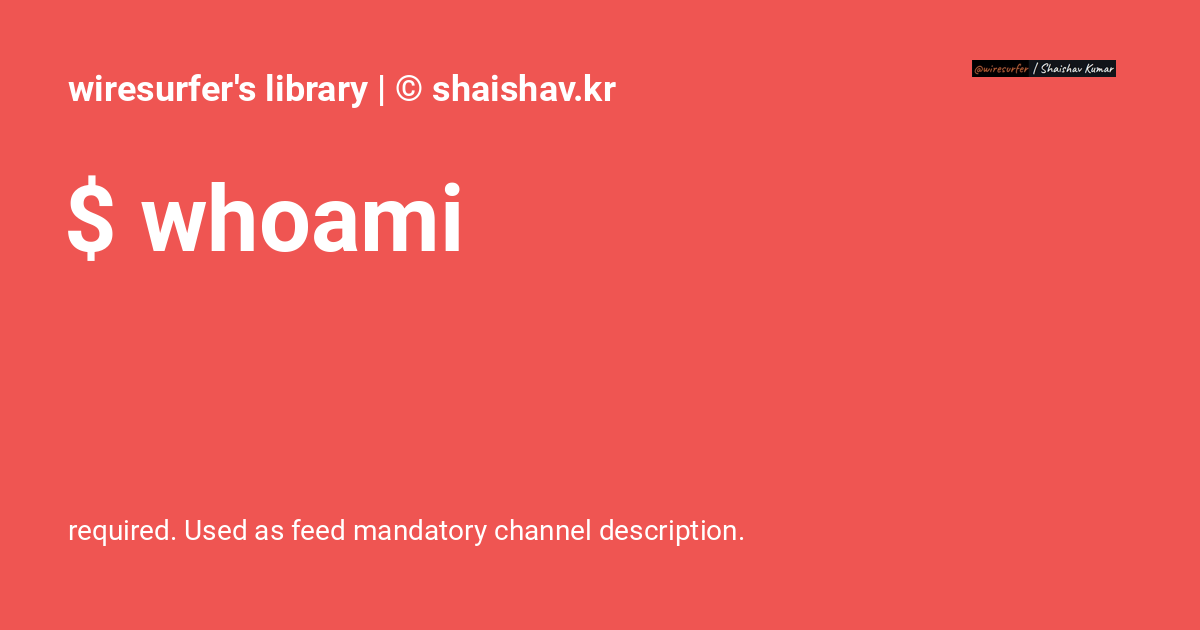 wiresurfer's library | © shaishav.kr
@wiresurfer | Shaishav Kumar
$ whoami
required. Used as feed mandatory channel description.